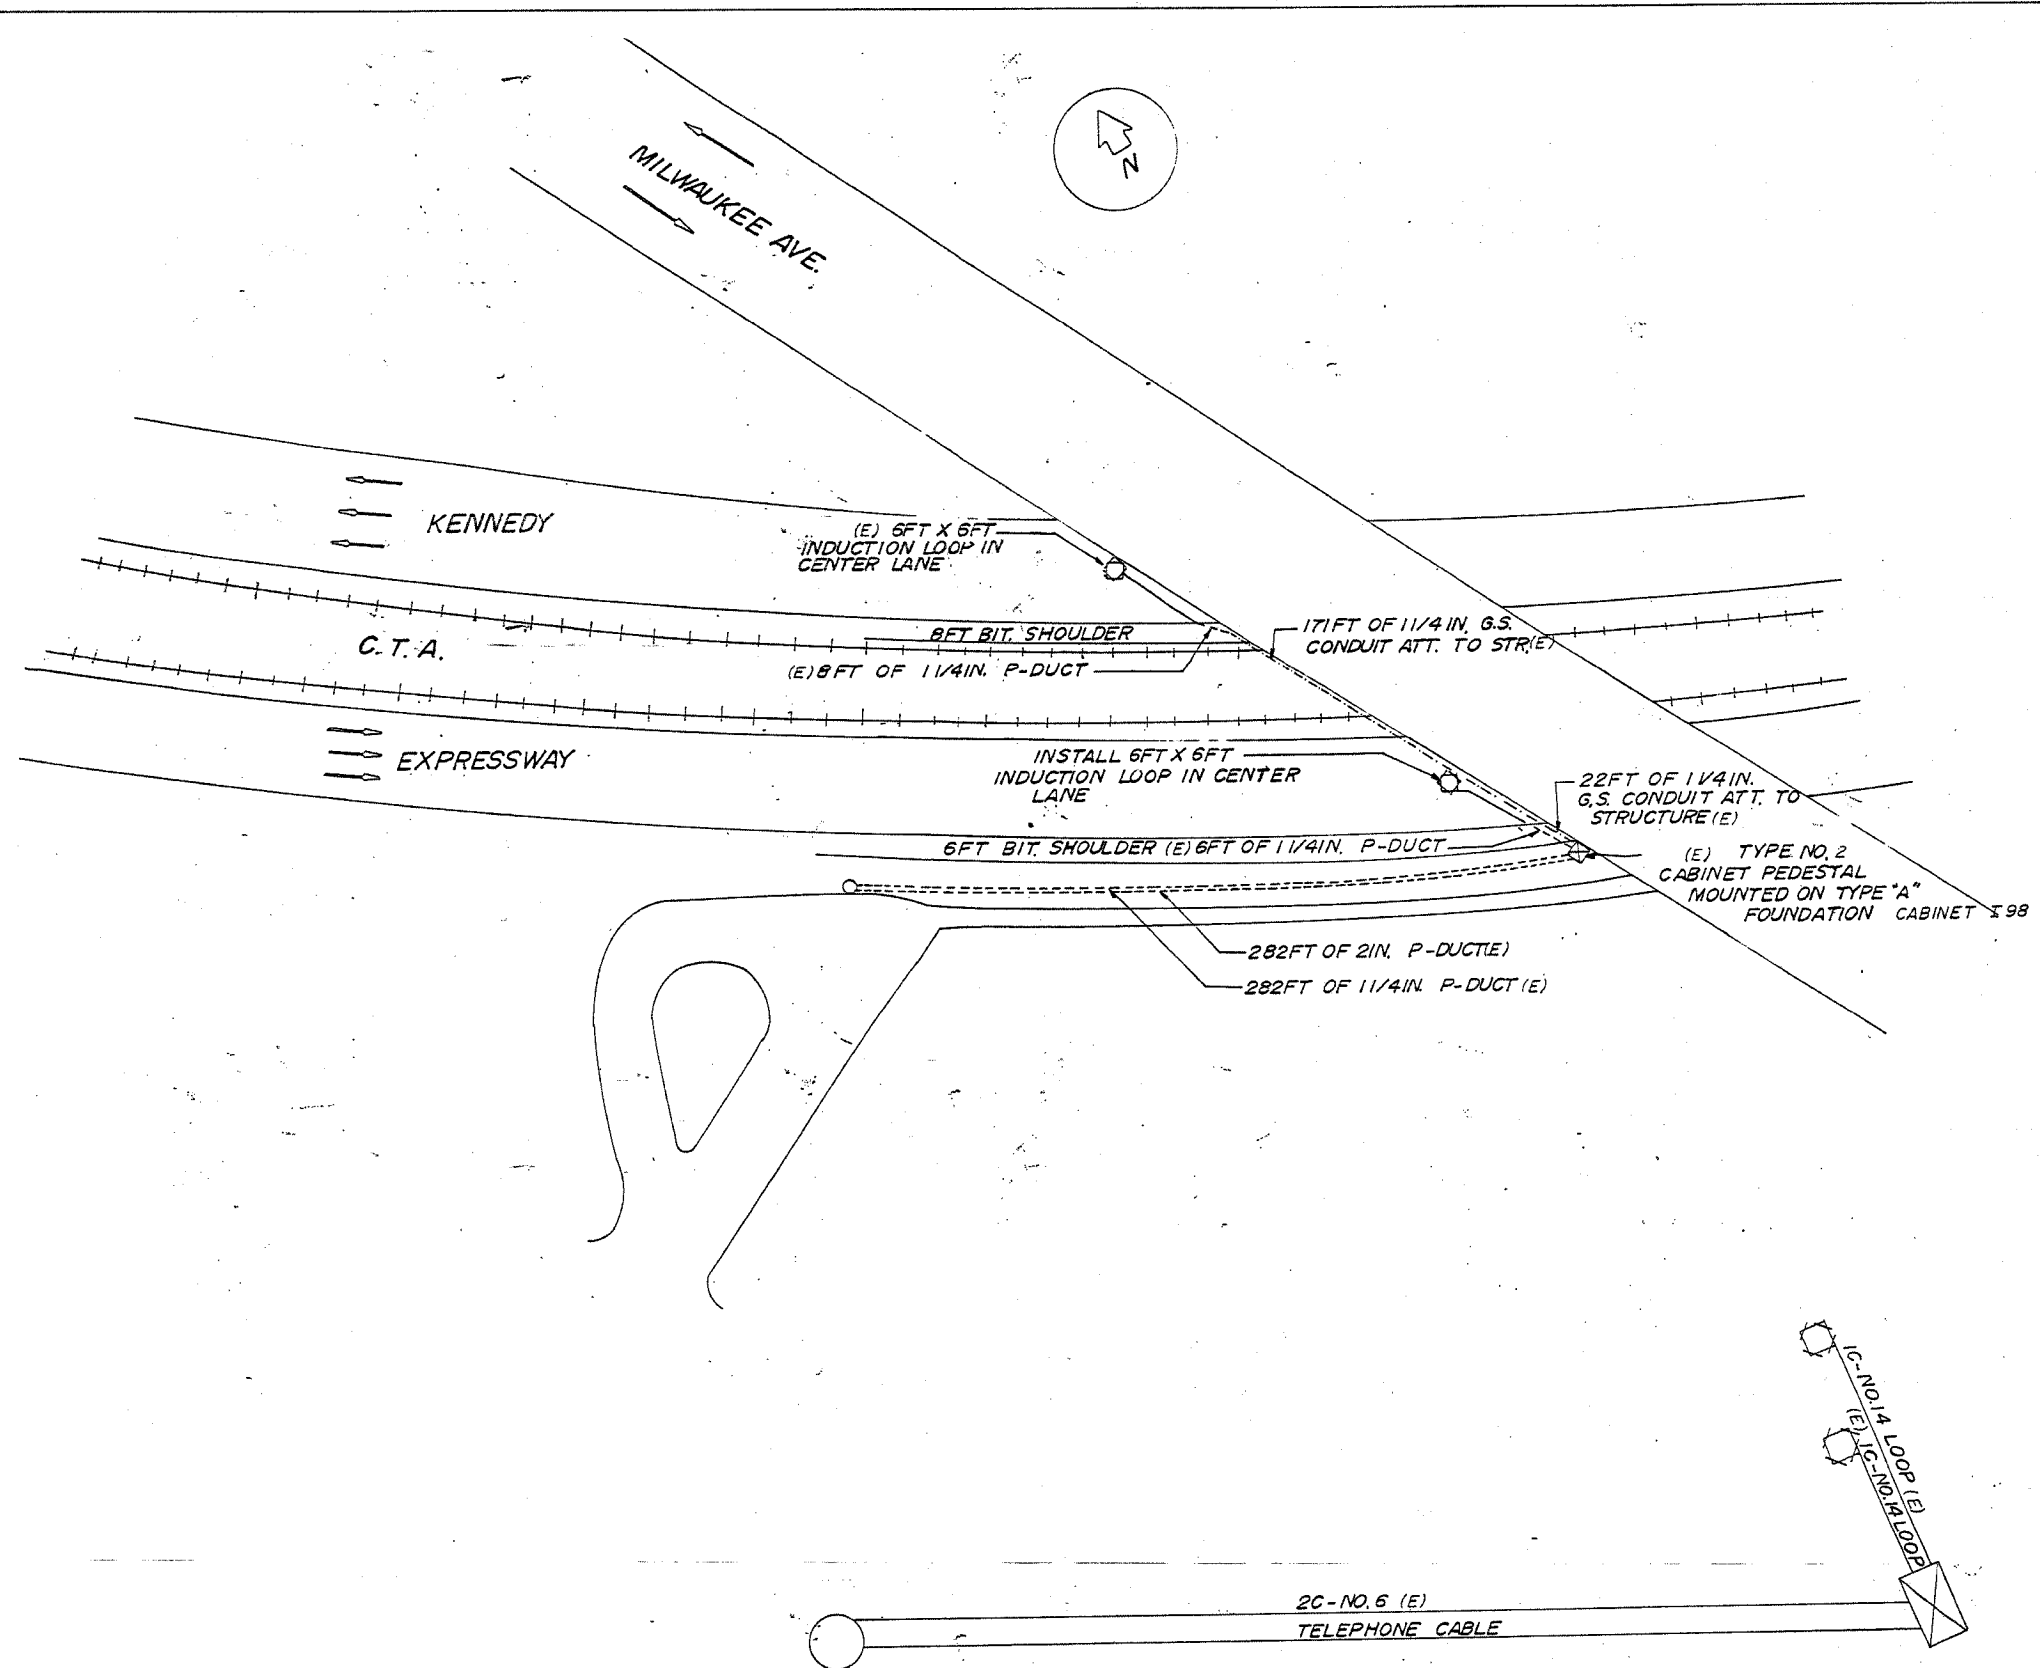 N
MILWAUKEE AVE.
KENNEDY
(E) 6FT X 6FT
INDUCTION LOOP IN
CENTER LANE
8FT BIT. SHOULDER
171FT OF 1 1/4 IN. G.S.
CONDUIT ATT. TO STR.(E)
C.T.A.
(E) 8FT OF 1 1/4IN. P-DUCT
EXPRESSWAY
INSTALL 6FT X 6FT
INDUCTION LOOP IN CENTER
LANE
22FT OF 1 1/4 IN.
G.S. CONDUIT ATT. TO
STRUCTURE (E)
6FT BIT. SHOULDER (E) 6FT OF 1 1/4IN. P-DUCT
(E) TYPE NO. 2
CABINET PEDESTAL
MOUNTED ON TYPE "A"
FOUNDATION CABINET I 98
282FT OF 2IN. P-DUCT(E)
282FT OF 1 1/4IN. P-DUCT (E)
1C-NO.14 LOOP (E)
(E) 1C-NO.14 LOOP
2C-NO.6 (E)
TELEPHONE CABLE